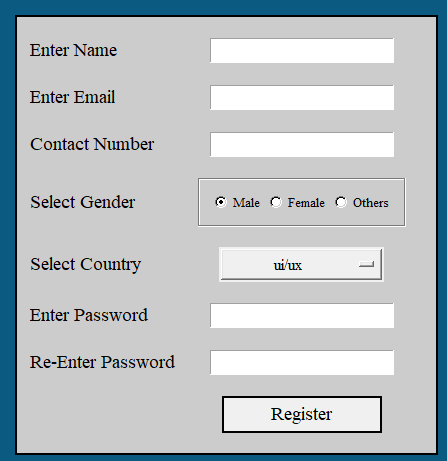 Enter Name
Enter Email
Contact Number
Select Gender Male Female Others
Select Country ui/ux
Enter Password
Re-Enter Password
Register